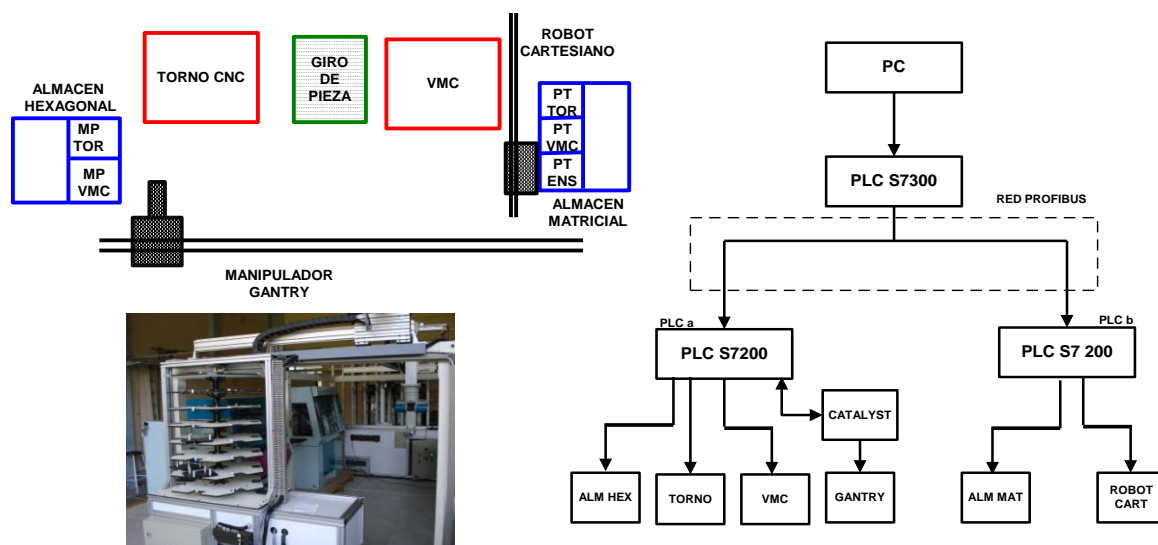 ROBOT
CARTESIANO
TORNO CNC
GIRO
DE
PIEZA
VMC
ALMACEN
HEXAGONAL
MP
TOR
MP
VMC
PT
TOR
PT
VMC
PT
ENS
ALMACEN
MATRICIAL
MANIPULADOR
GANTRY
PC
PLC S7300
RED PROFIBUS
PLC a
PLC S7200
PLC b
PLC S7 200
CATALYST
ALM HEX
TORNO
VMC
GANTRY
ALM MAT
ROBOT
CART